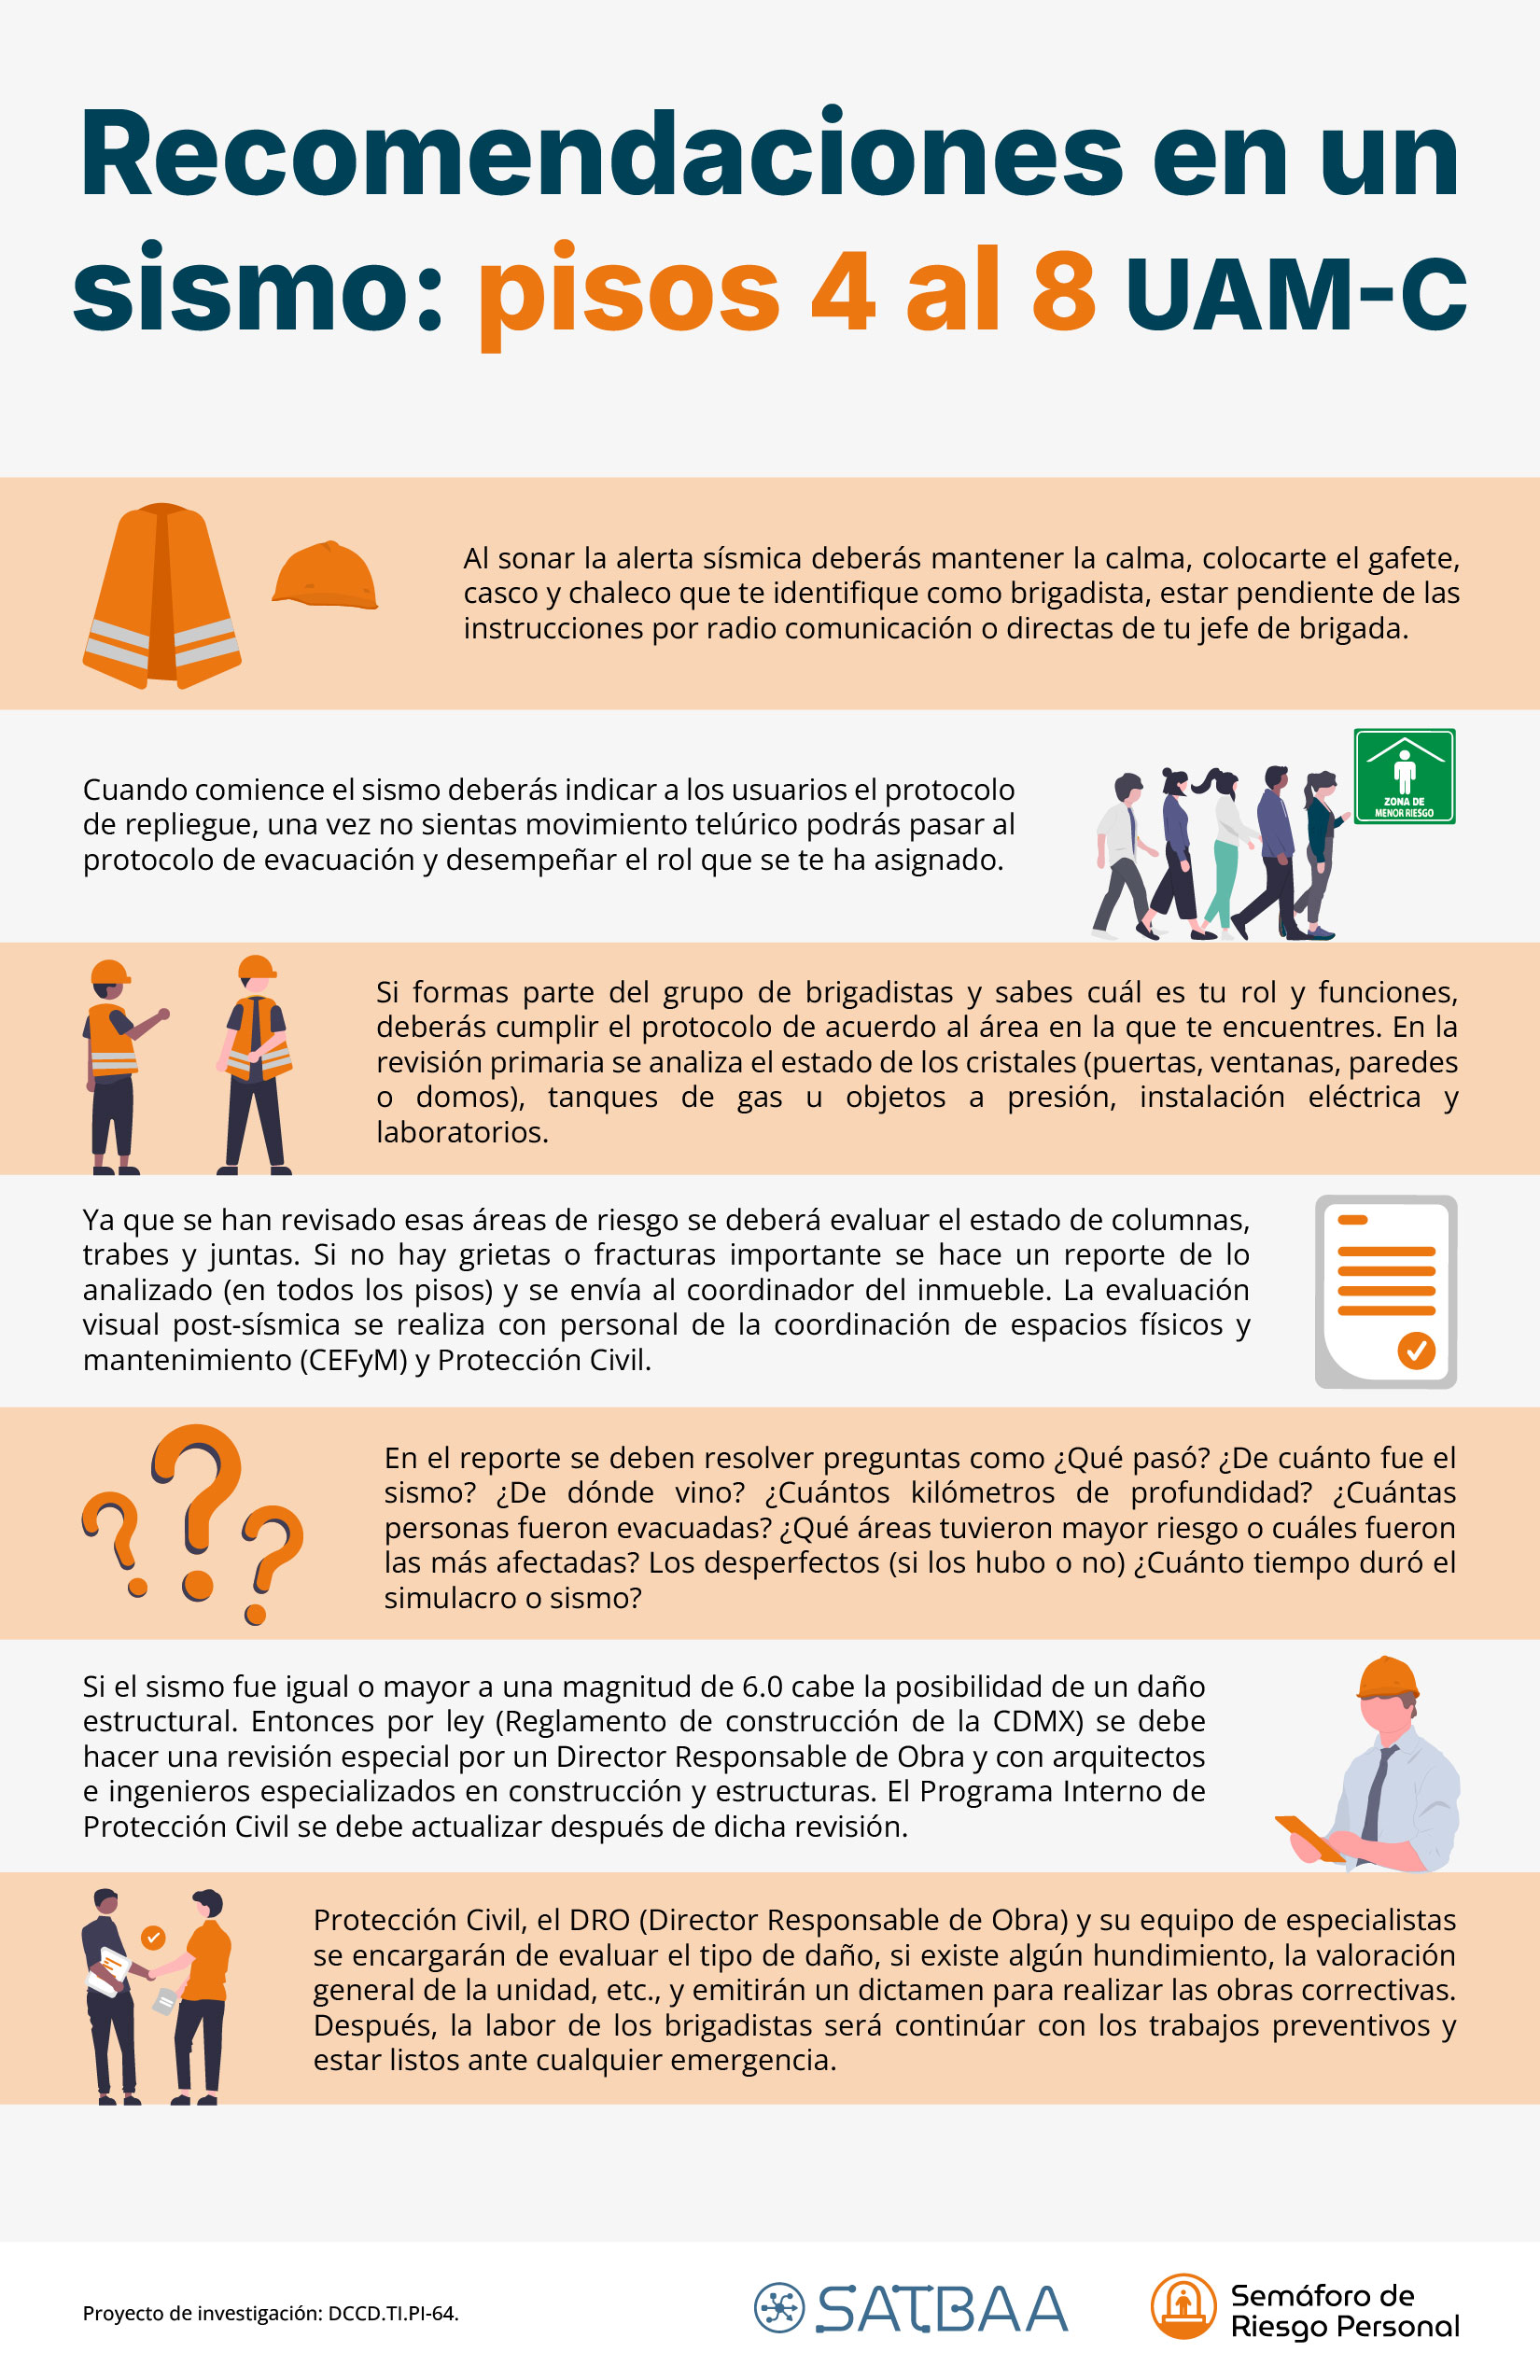 Recomendaciones en un
sismo: pisos 4 al 8 UAM-C
Al sonar la alerta sísmica deberás mantener la calma, colocarte el gafete,
casco y chaleco que te identifique como brigadista, estar pendiente de las
instrucciones por radio comunicación o directas de tu jefe de brigada.
Cuando comience el sismo deberás indicar a los usuarios el protocolo
de repliegue, una vez no sientas movimiento telúrico podrás pasar al
protocolo de evacuación y desempeñar el rol que se te ha asignado.
ZONA DE
MENOR RIESGO
Si formas parte del grupo de brigadistas y sabes cuál es tu rol y funciones,
deberás cumplir el protocolo de acuerdo al área en la que te encuentres. En la
revisión primaria se analiza el estado de los cristales (puertas, ventanas, paredes
o domos), tanques de gas u objetos a presión, instalación eléctrica y
laboratorios.
Ya que se han revisado esas áreas de riesgo se deberá evaluar el estado de columnas,
trabes y juntas. Si no hay grietas o fracturas importante se hace un reporte de lo
analizado (en todos los pisos) y se envía al coordinador del inmueble. La evaluación
visual post-sísmica se realiza con personal de la coordinación de espacios físicos y
mantenimiento (CEFyM) y Protección Civil.
En el reporte se deben resolver preguntas como ¿Qué pasó? ¿De cuánto fue el
sismo? ¿De dónde vino? ¿Cuántos kilómetros de profundidad? ¿Cuántas
personas fueron evacuadas? ¿Qué áreas tuvieron mayor riesgo o cuáles fueron
las más afectadas? Los desperfectos (si los hubo o no) ¿Cuánto tiempo duró el
simulacro o sismo?
Si el sismo fue igual o mayor a una magnitud de 6.0 cabe la posibilidad de un daño
estructural. Entonces por ley (Reglamento de construcción de la CDMX) se debe
hacer una revisión especial por un Director Responsable de Obra y con arquitectos
e ingenieros especializados en construcción y estructuras. El Programa Interno de
Protección Civil se debe actualizar después de dicha revisión.
Protección Civil, el DRO (Director Responsable de Obra) y su equipo de especialistas
se encargarán de evaluar el tipo de daño, si existe algún hundimiento, la valoración
general de la unidad, etc., y emitirán un dictamen para realizar las obras correctivas.
Después, la labor de los brigadistas será continúar con los trabajos preventivos y
estar listos ante cualquier emergencia.
Proyecto de investigación: DCCD.TI.PI-64.
SATBAA
Semáforo de
Riesgo Personal